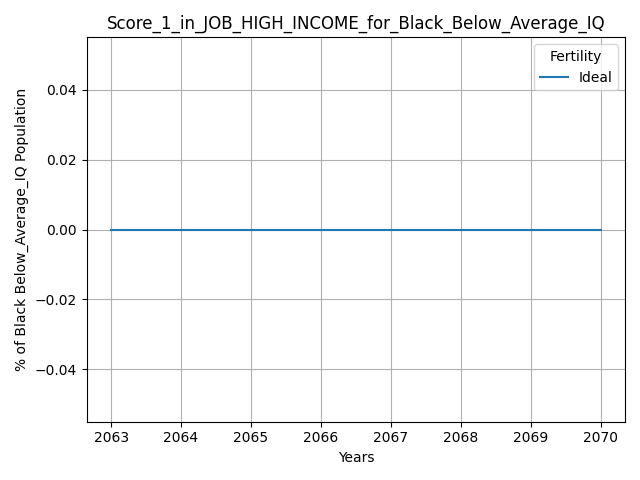 Score_1_in_JOB_HIGH_INCOME_for_Black_Below_Average_IQ
Fertility
Ideal
0.04
0.02
0.00
−0.02
−0.04
% of Black Below_Average_IQ Population
2063 2064 2065 2066 2067 2068 2069 2070
Years